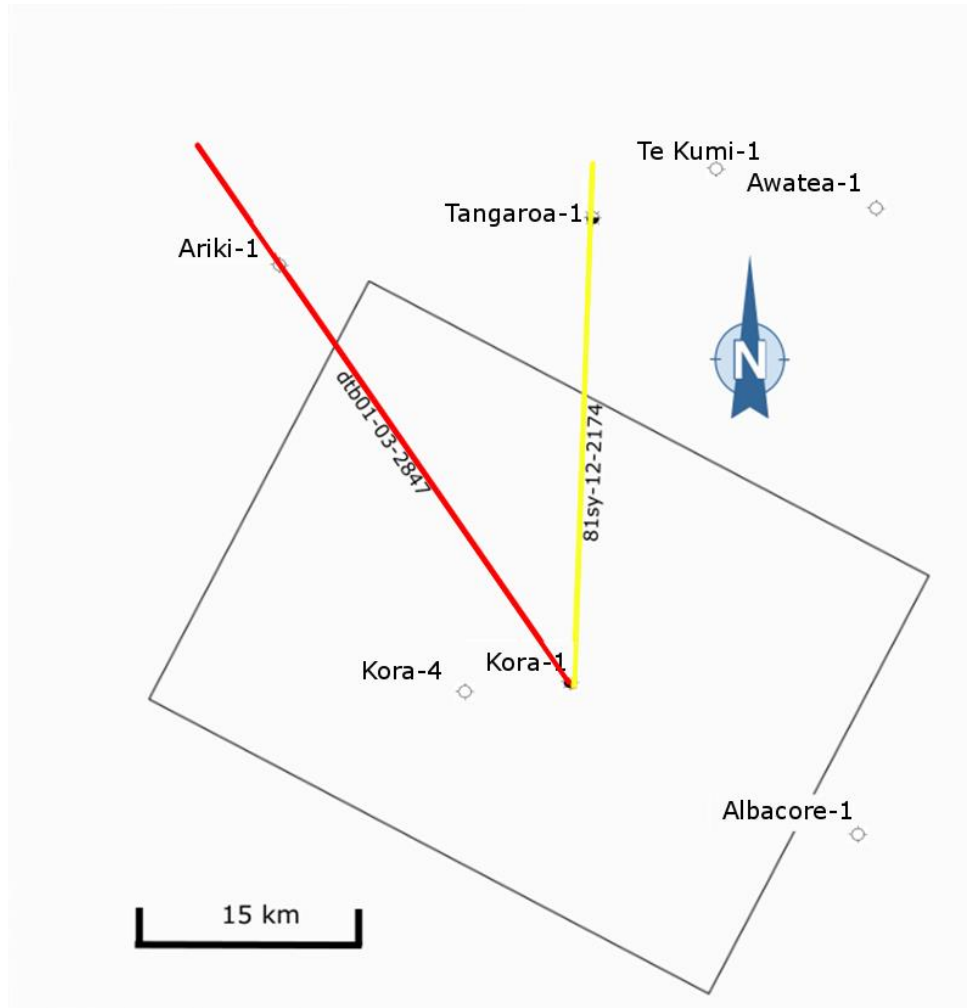 Te Kumi-1
Awatea-1
Tangaroa-1
Ariki-1
N
dtb01-03-2847
81sy-12-2174
Kora-1
Kora-4
Albacore-1
15 km